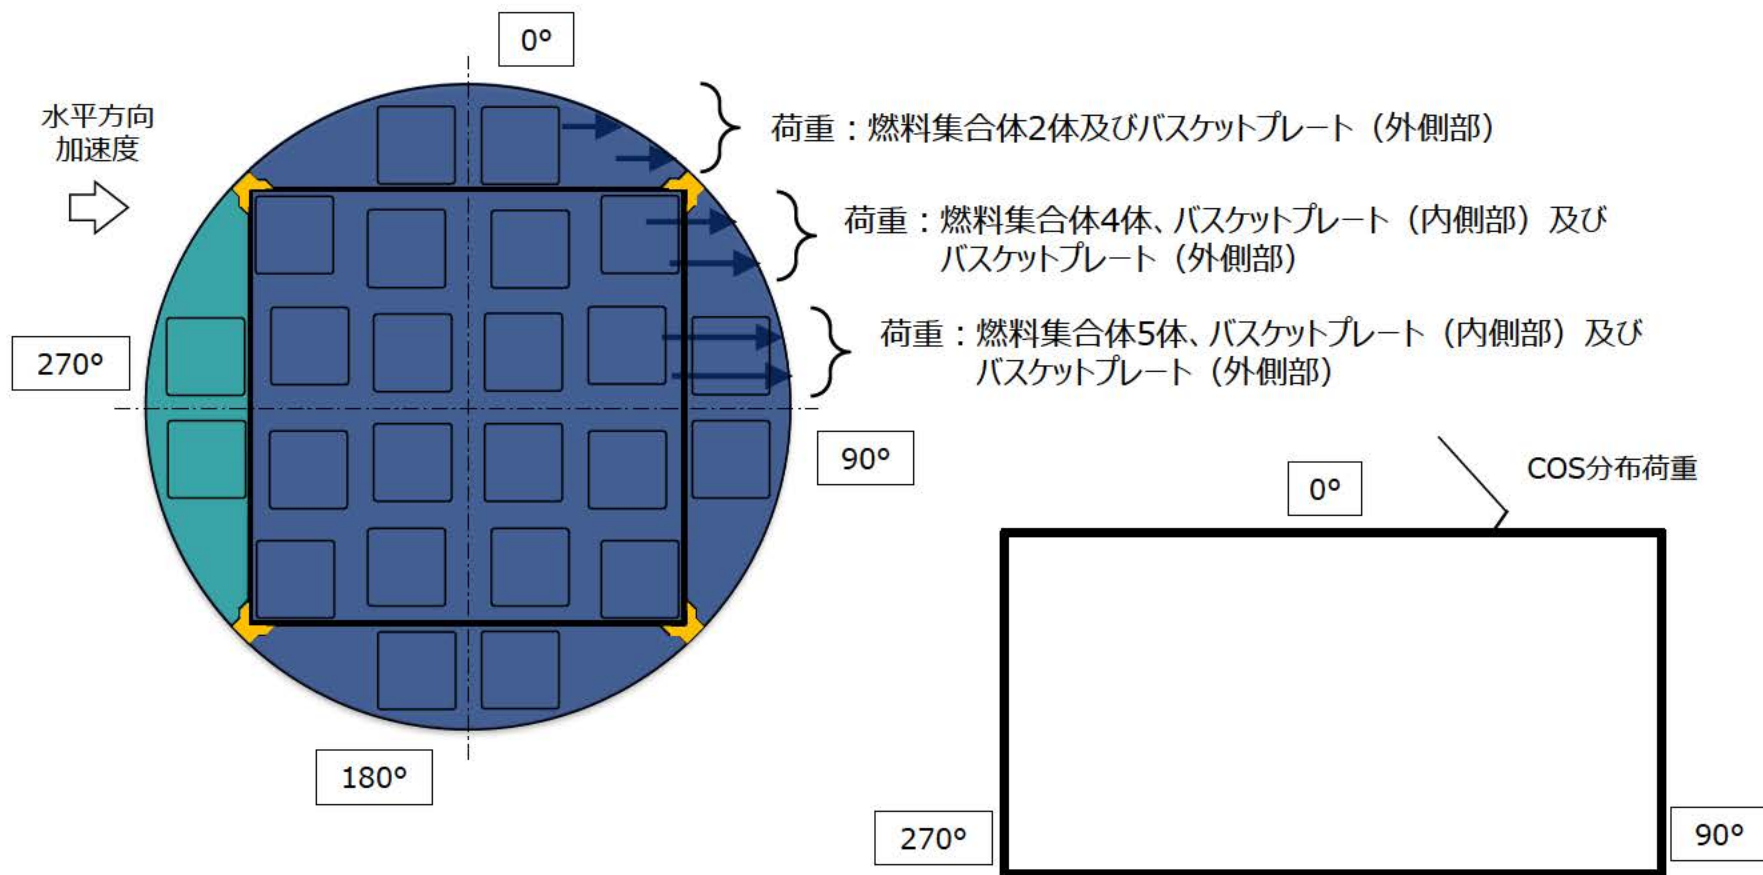 0°
水平方向
加速度
荷重：燃料集合体2体及びバスケットプレート（外側部）
荷重：燃料集合体4体、バスケットプレート（内側部）及び
バスケットプレート（外側部）
荷重：燃料集合体5体、バスケットプレート（内側部）及び
バスケットプレート（外側部）
270°
90°
180°
COS分布荷重
0°
270°
90°